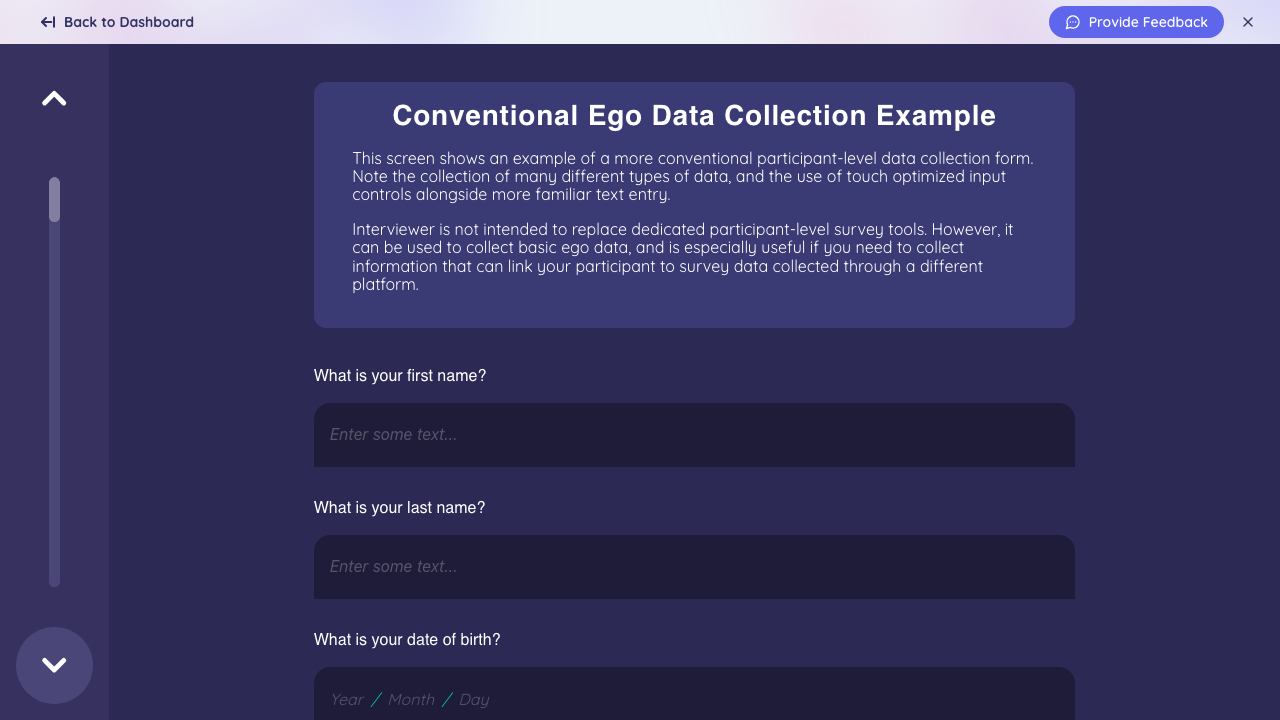 Back to Dashboard
Provide Feedback
Conventional Ego Data Collection Example
This screen shows an example of a more conventional participant-level data collection form.
Note the collection of many different types of data, and the use of touch optimized input
controls alongside more familiar text entry.
Interviewer is not intended to replace dedicated participant-level survey tools. However, it
can be used to collect basic ego data, and is especially useful if you need to collect
information that can link your participant to survey data collected through a different
platform.
What is your first name?
Enter some text...
What is your last name?
Enter some text...
What is your date of birth?
Year / Month / Day